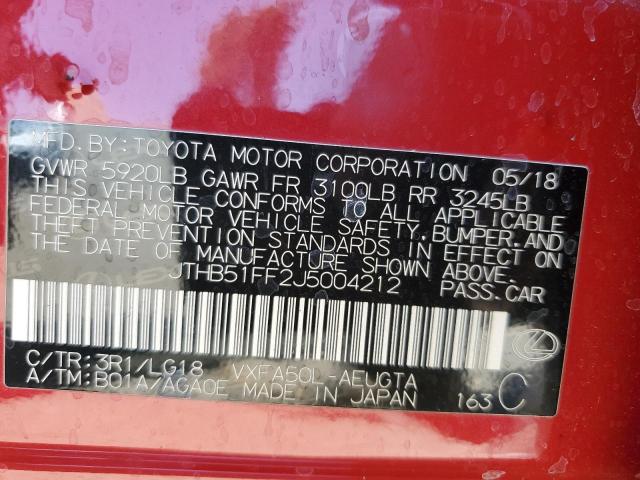 MFD. BY: TOYOTA MOTOR CORPORATION 05/18
GVWR 5920LB GAWR FR 3100LB RR 3245LB
THIS VEHICLE CONFORMS TO ALL APPLICABLE
FEDERAL MOTOR VEHICLE SAFETY, BUMPER, AND
THEFT PREVENTION STANDARDS IN EFFECT ON
THE DATE OF MANUFACTURE SHOWN ABOVE.
JTHB51FF2J5004212 PASS.CAR
C/TR: 3R1/LG18 VXFA50L-AEUGTA
A/TM: B01A/AGA0E MADE IN JAPAN 163 C